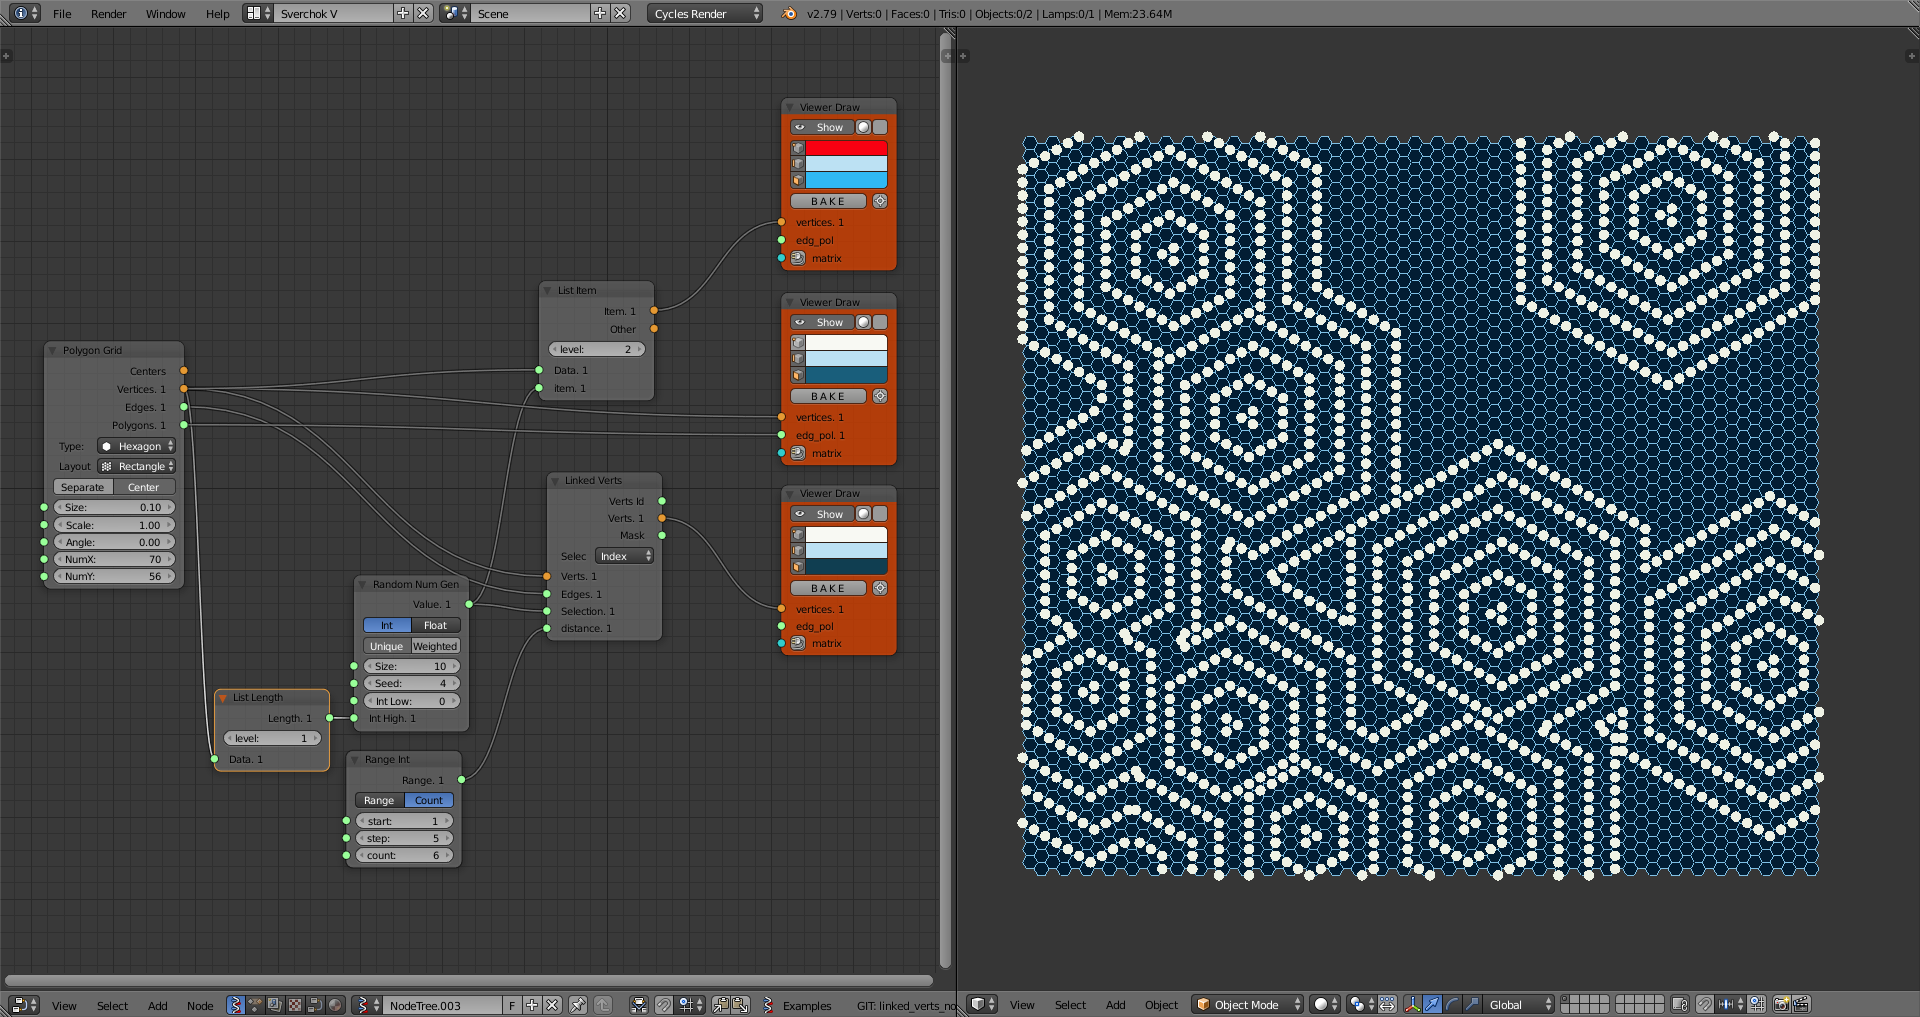 File Render Window Help Sverchok V Scene Cycles Render v2.79 | Verts:0 | Faces:0 | Tris:0 | Objects:0/2 | Lamps:0/1 | Mem:23.64M
Viewer Draw
Show
BAKE
vertices. 1
edg_pol
matrix
List Item
Item. 1
Other
level: 2
Data. 1
item. 1
Viewer Draw
Show
BAKE
vertices. 1
edg_pol. 1
matrix
Polygon Grid
Centers
Vertices. 1
Edges. 1
Polygons. 1
Type: Hexagon
Layout Rectangle
Separate Center
Size: 0.10
Scale: 1.00
Angle: 0.00
NumX: 70
NumY: 56
Linked Verts
Verts Id
Verts. 1
Mask
Selec Index
Verts. 1
Edges. 1
Selection. 1
distance. 1
Viewer Draw
Show
BAKE
vertices. 1
edg_pol
matrix
Random Num Gen
Value. 1
Int Float
Unique Weighted
Size: 10
Seed: 4
Int Low: 0
Int High. 1
List Length
Length. 1
level: 1
Data. 1
Range Int
Range. 1
Range Count
start: 1
step: 5
count: 6
View Select Add Node NodeTree.003 F Examples GIT: linked_verts_no View Select Add Object Object Mode Global